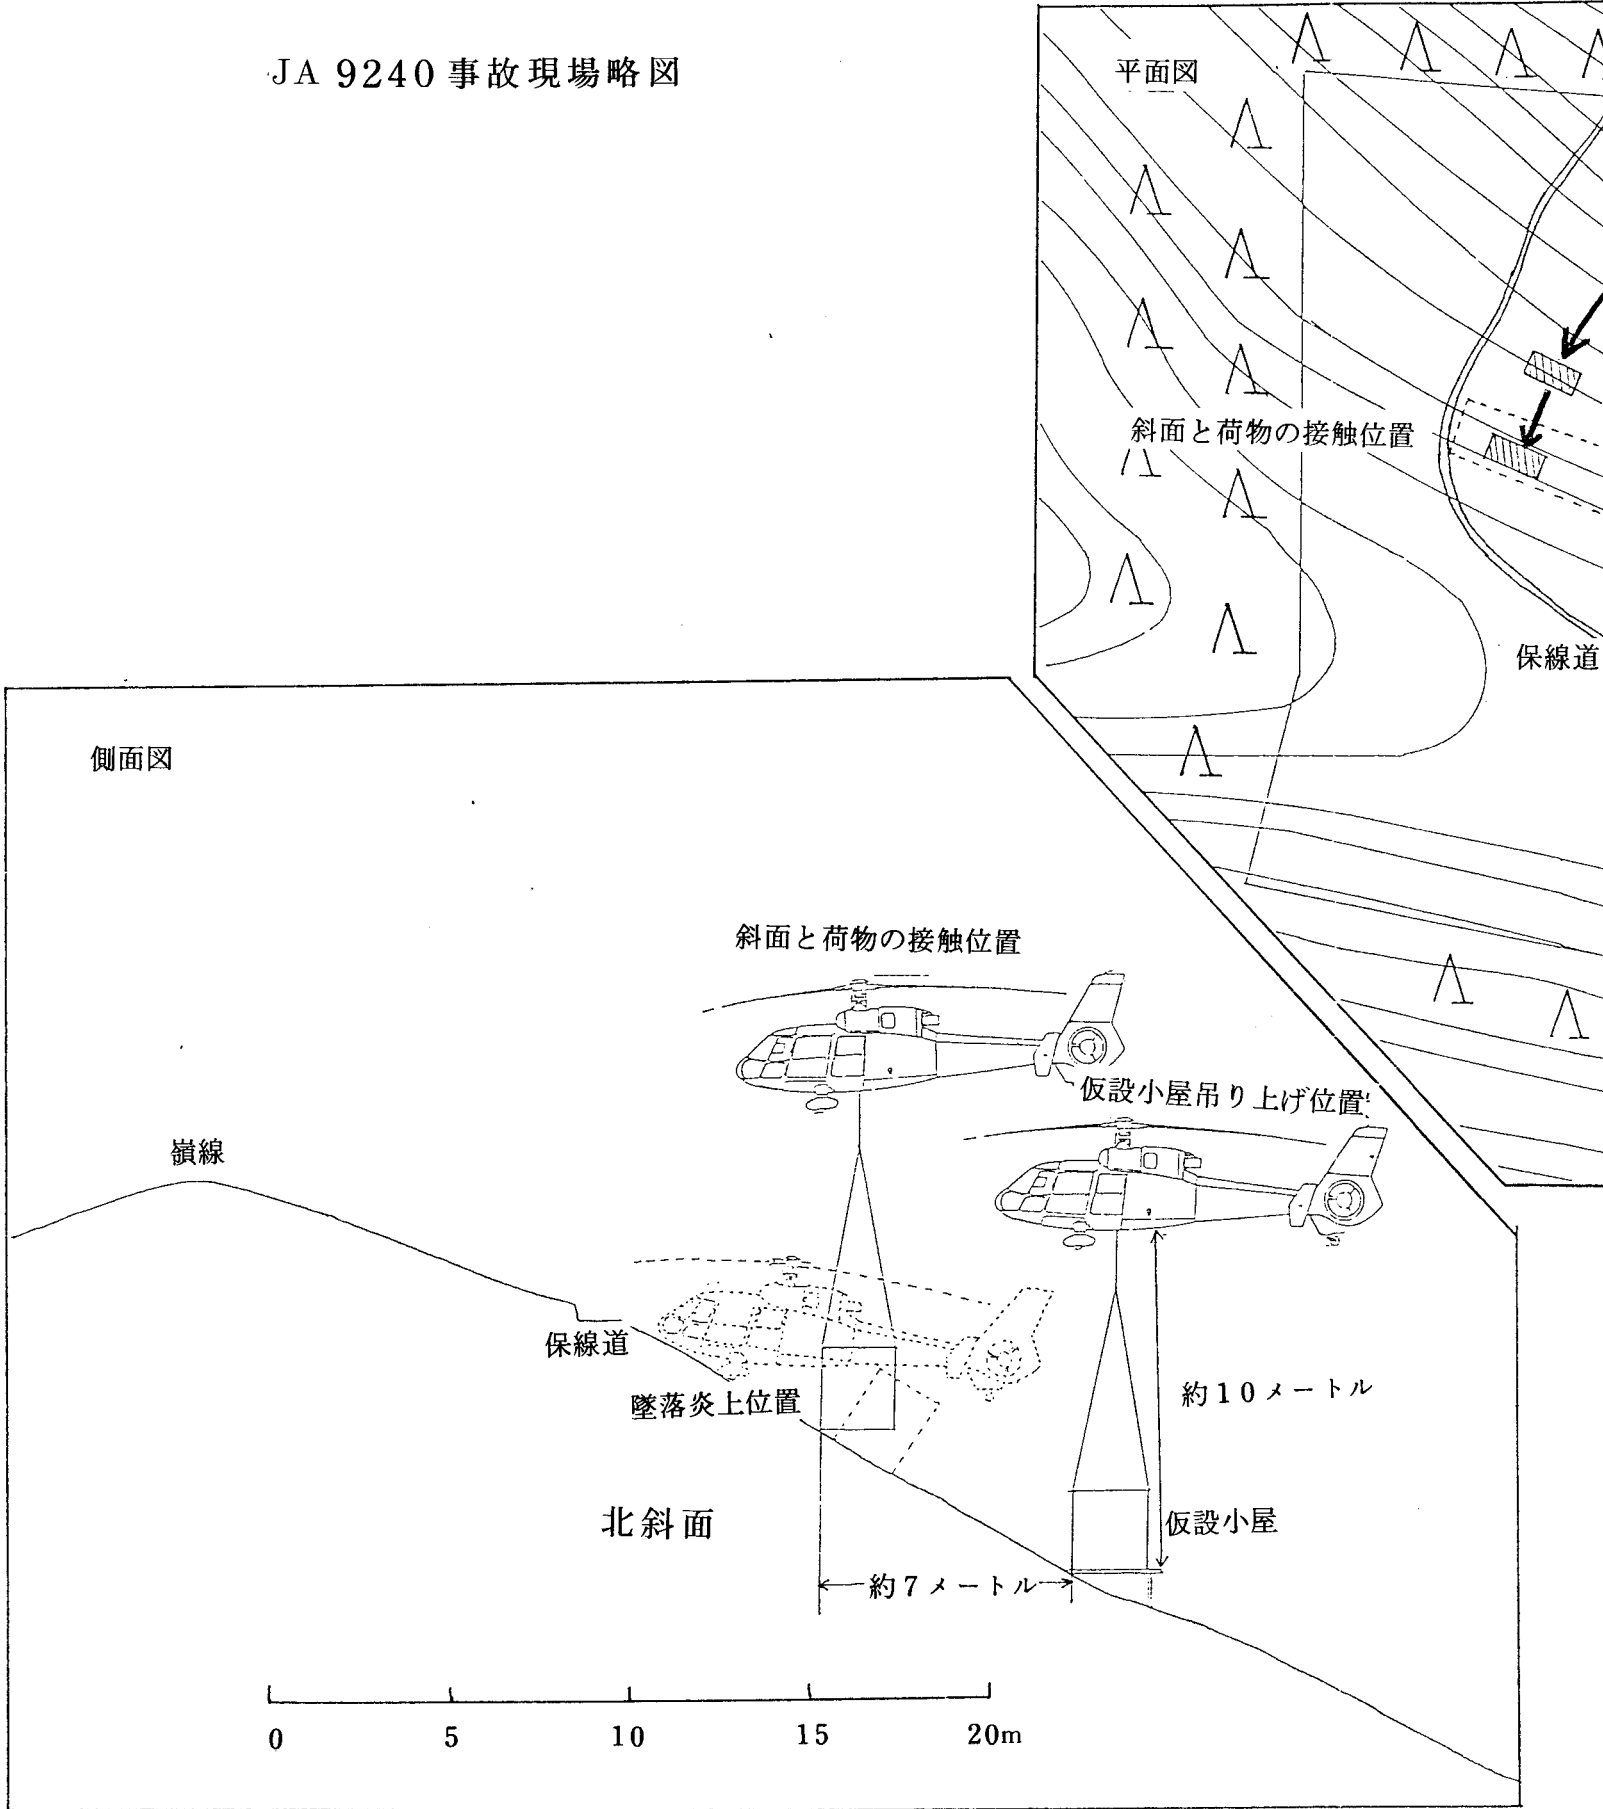 JA 9240 事故現場略図
平面図
斜面と荷物の接触位置
保線道
側面図
斜面と荷物の接触位置
仮設小屋吊り上げ位置
嶺線
保線道
墜落炎上位置
約10メートル
北斜面
仮設小屋
約7メートル
0 5 10 15 20m